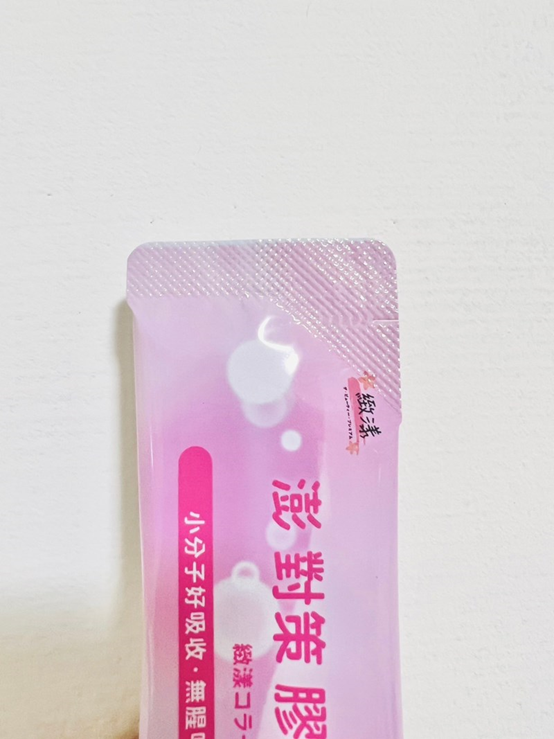 緻漾
澎對策 膠
緻漾コラー
小分子好吸收・無腥